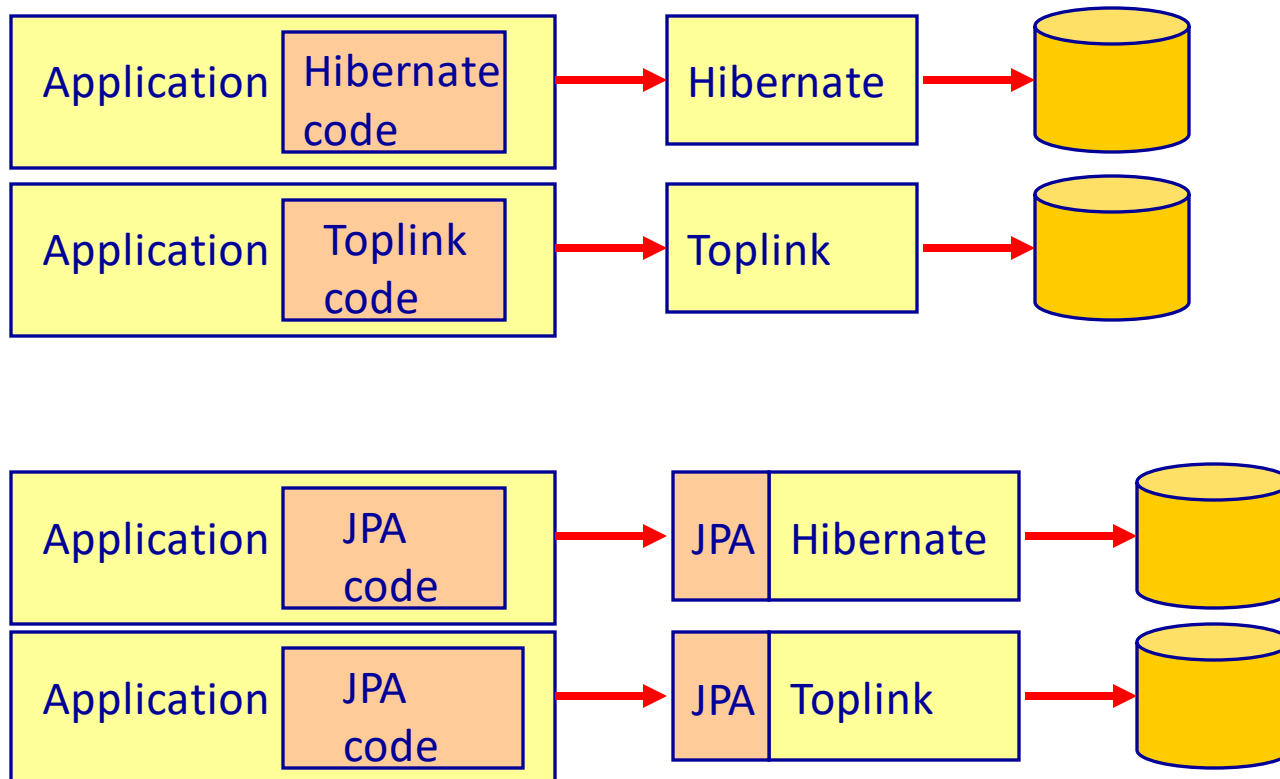 Application Hibernate code Hibernate
Application Toplink code Toplink
Application JPA code JPA Hibernate
Application JPA code JPA Toplink